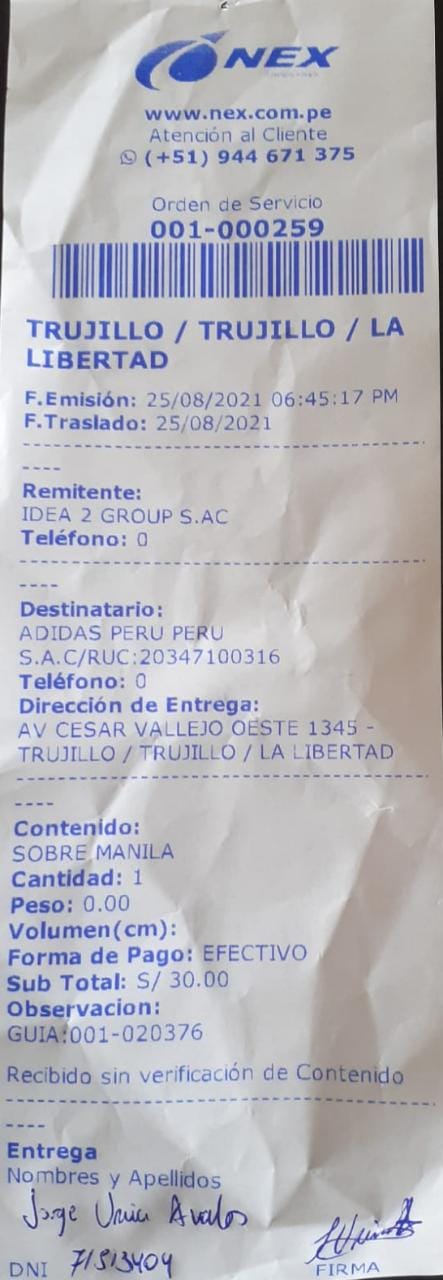 NEX
www.nex.com.pe
Atención al Cliente
(+51) 944 671 375
Orden de Servicio
001-000259
TRUJILLO / TRUJILLO / LA
LIBERTAD
F.Emisión: 25/08/2021 06:45:17 PM
F.Traslado: 25/08/2021
----
Remitente:
IDEA 2 GROUP S.AC
Teléfono: 0
----
Destinatario:
ADIDAS PERU PERU
S.A.C/RUC:20347100316
Teléfono: 0
Dirección de Entrega:
AV CESAR VALLEJO OESTE 1345 -
TRUJILLO / TRUJILLO / LA LIBERTAD
----
Contenido:
SOBRE MANILA
Cantidad: 1
Peso: 0.00
Volumen(cm):
Forma de Pago: EFECTIVO
Sub Total: S/ 30.00
Observacion:
GUIA:001-020376
Recibido sin verificación de Contenido
----
Entrega
Nombres y Apellidos
Jorge Avalos
DNI 71513404
FIRMA